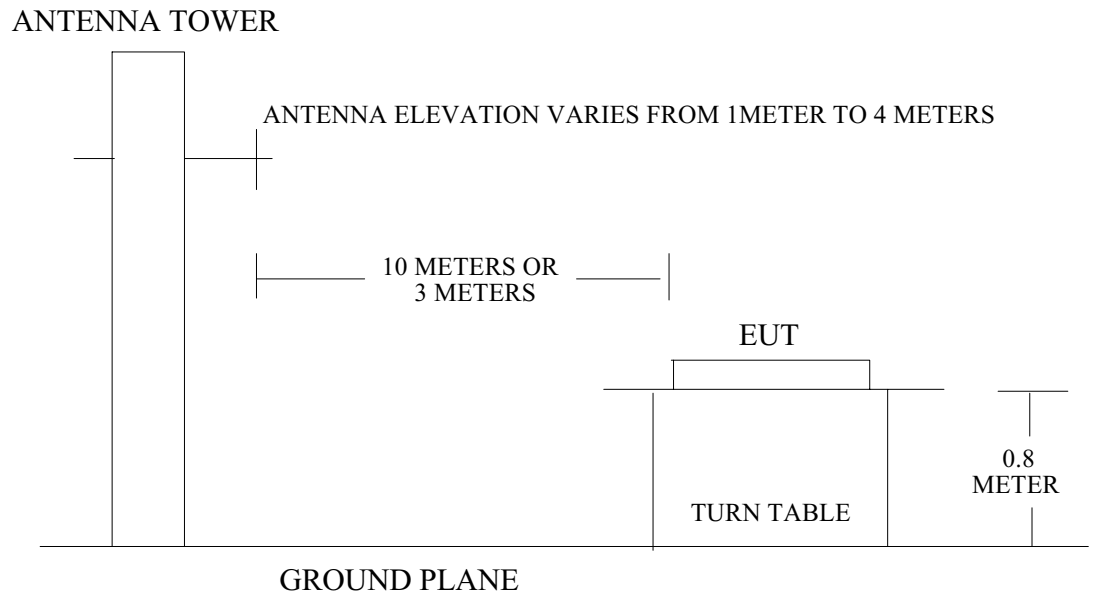 ANTENNA TOWER
ANTENNA ELEVATION VARIES FROM 1METER TO 4 METERS
10 METERS OR
3 METERS
EUT
0.8
METER
TURN TABLE
GROUND PLANE